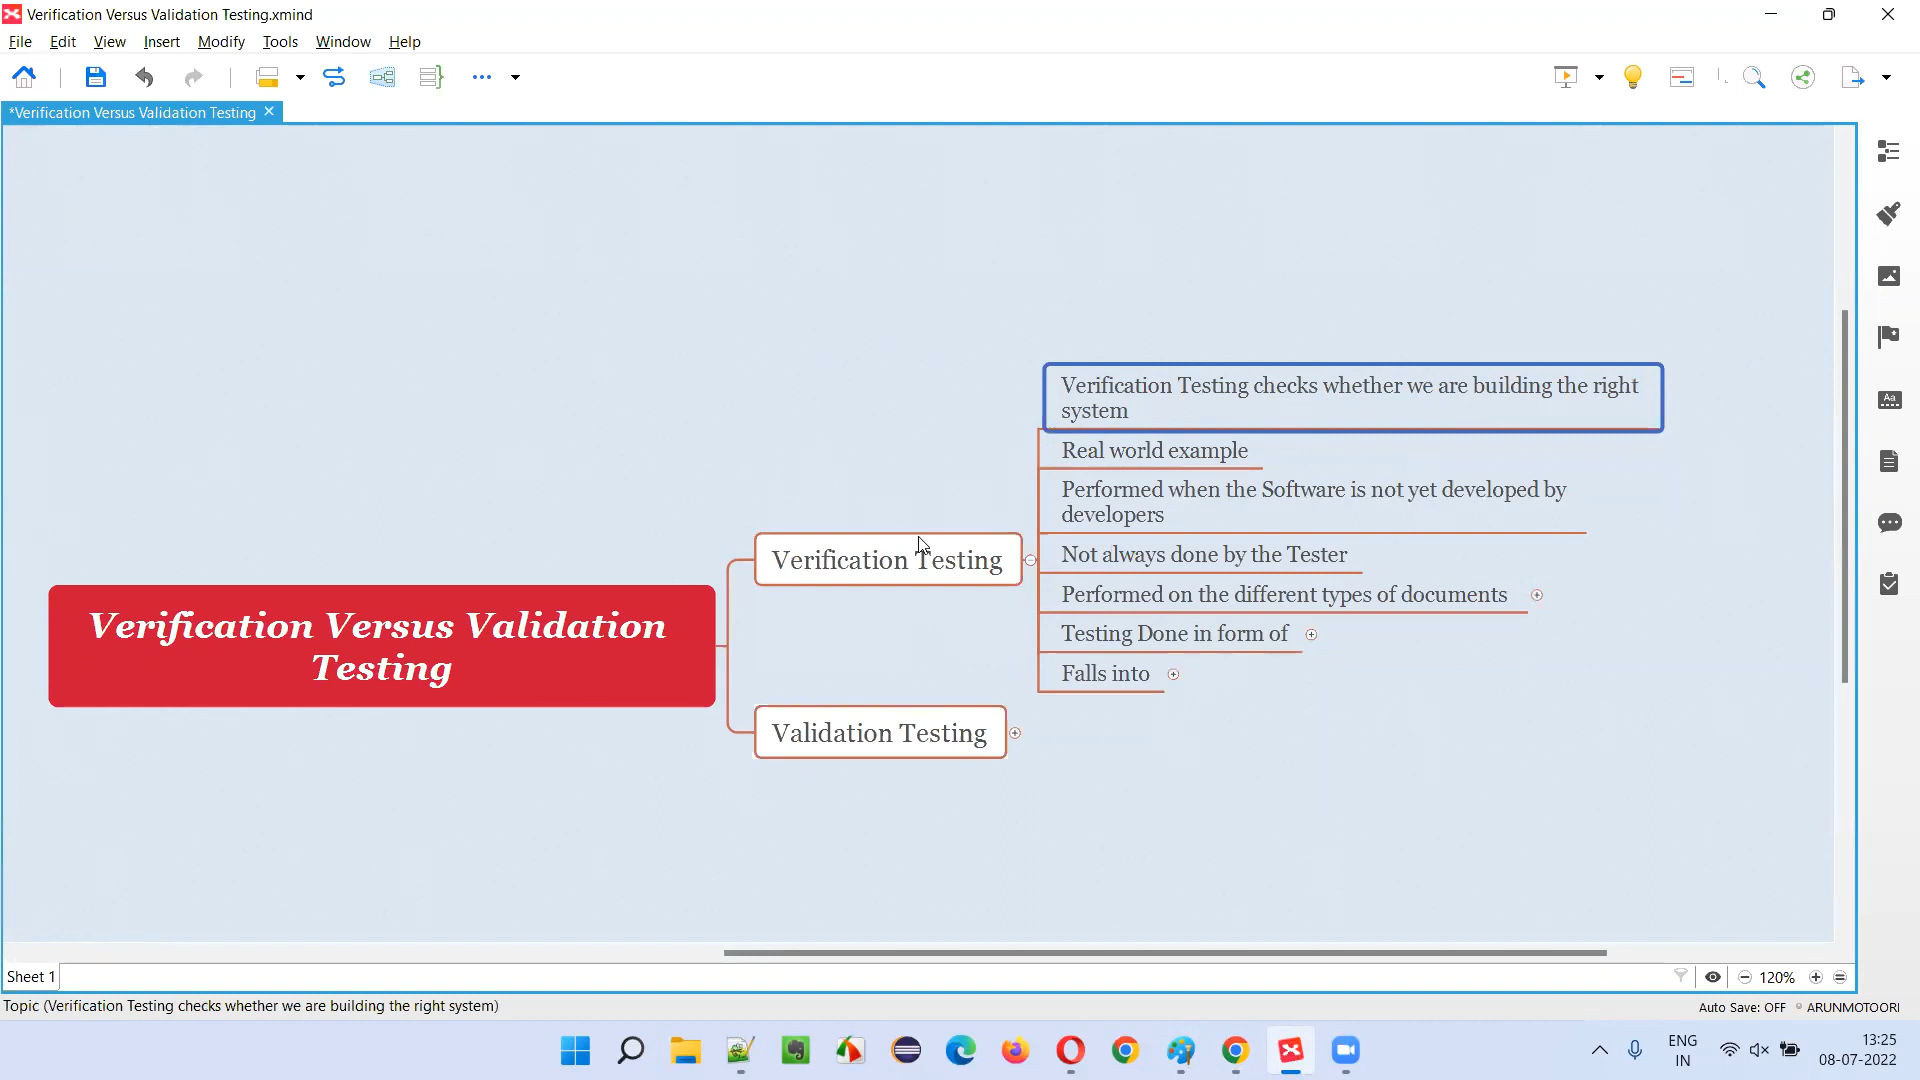 Verification Versus Validation Testing.xmind
File Edit View Insert Modify Tools Window Help
*Verification Versus Validation Testing
Verification Testing checks whether we are building the right
system
Real world example
Performed when the Software is not yet developed by
developers
Verification Testing
Not always done by the Tester
Performed on the different types of documents
Verification Versus Validation
Testing
Testing Done in form of
Falls into
Validation Testing
Aa
Sheet 1
120%
Topic (Verification Testing checks whether we are building the right system)
Auto Save: OFF
ARUNMOTOORI
ENG
IN
13:25
08-07-2022